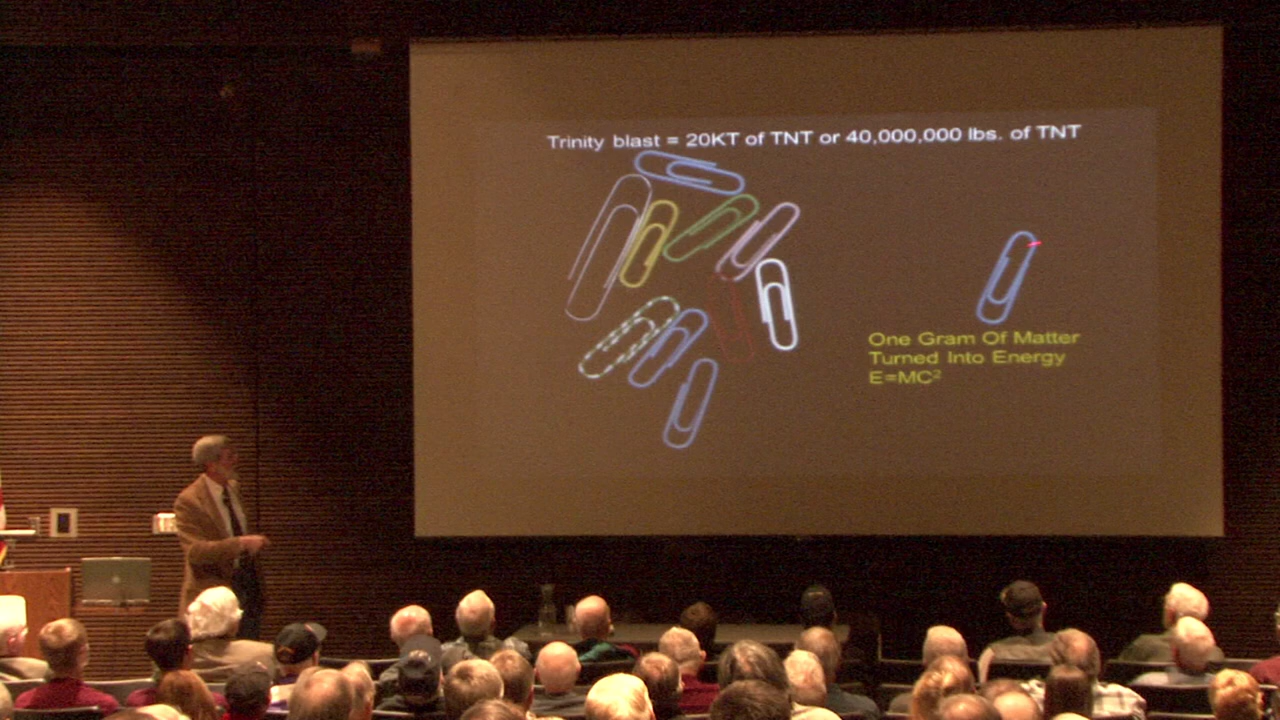 Trinity blast = 20KT of TNT or 40,000,000 lbs. of TNT
One Gram Of Matter
Turned Into Energy
E=MC²